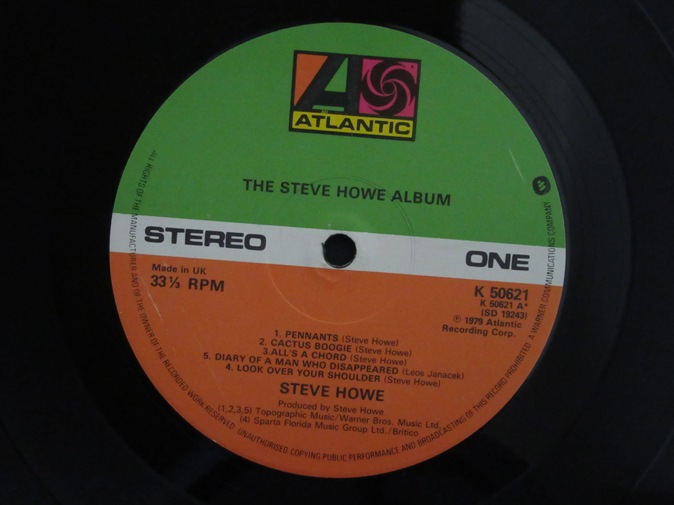 ATLANTIC
THE STEVE HOWE ALBUM
STEREO
ONE
Made in UK
33⅓ RPM
K 50621
K 50621 A*
(SD 19243)
℗ 1979 Atlantic
Recording Corp.
1. PENNANTS (Steve Howe)
2. CACTUS BOOGIE (Steve Howe)
3.ALL'S A CHORD (Steve Howe)
5. DIARY OF A MAN WHO DISAPPEARED (Leos Janacek)
4. LOOK OVER YOUR SHOULDER (Steve Howe)
STEVE HOWE
Produced by Steve Howe
(1,2,3,5) Topographic Music/Warner Bros. Music Ltd.
(4) Sparta Florida Music Group Ltd./Britico
ALL RIGHTS OF THE MANUFACTURER AND OF THE OWNER OF THE RECORDED WORK RESERVED. UNAUTHORISED COPYING PUBLIC PERFORMANCE AND BROADCASTING OF THIS RECORD PROHIBITED. A WARNER COMMUNICATIONS COMPANY